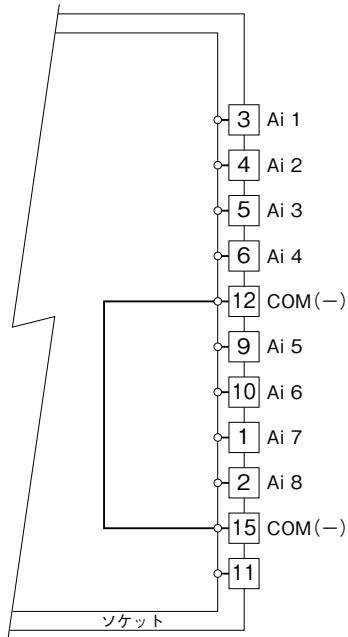 3 Ai 1
4 Ai 2
5 Ai 3
6 Ai 4
12 COM(−)
9 Ai 5
10 Ai 6
1 Ai 7
2 Ai 8
15 COM(−)
11
ソケット